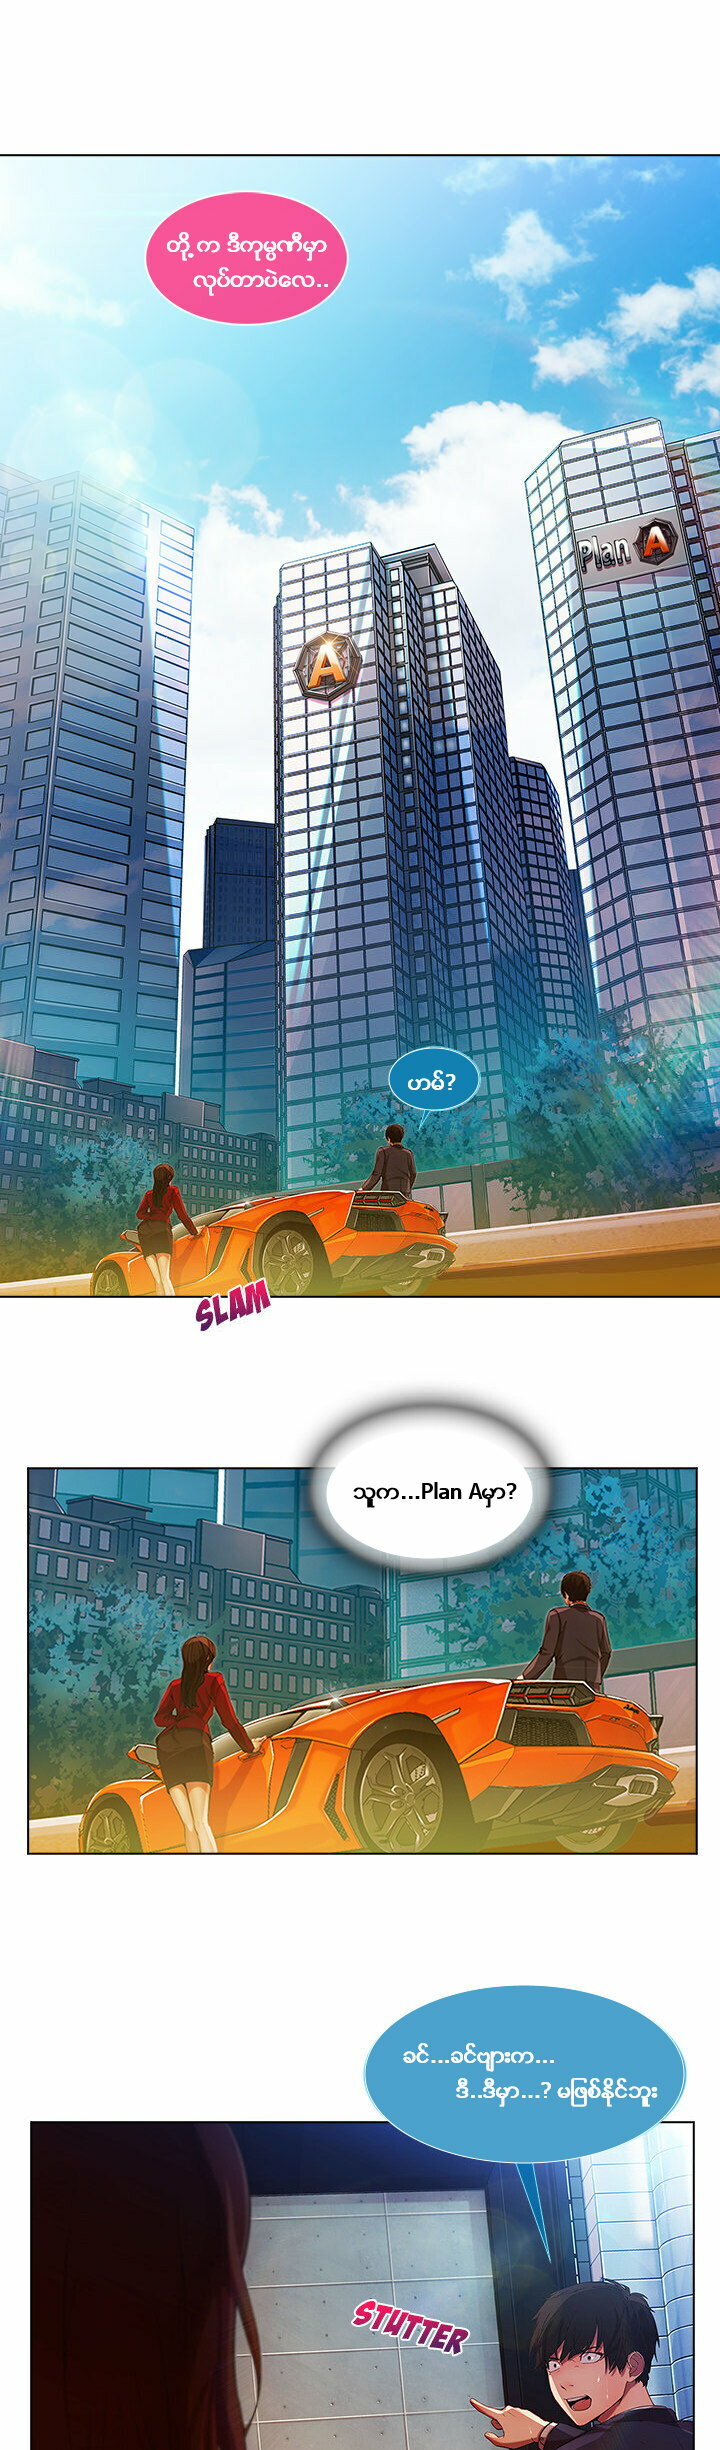 တို့က ဒီကုမ္ပဏီမှာ
လုပ်တာပဲလေ..
Plan A
A
ဟမ်?
SLAM
သူက...Plan Aမှာ?
ခင်...ခင်ဗျားက...
ဒီ..ဒီမှာ...? မဖြစ်နိုင်ဘူး
STUTTER